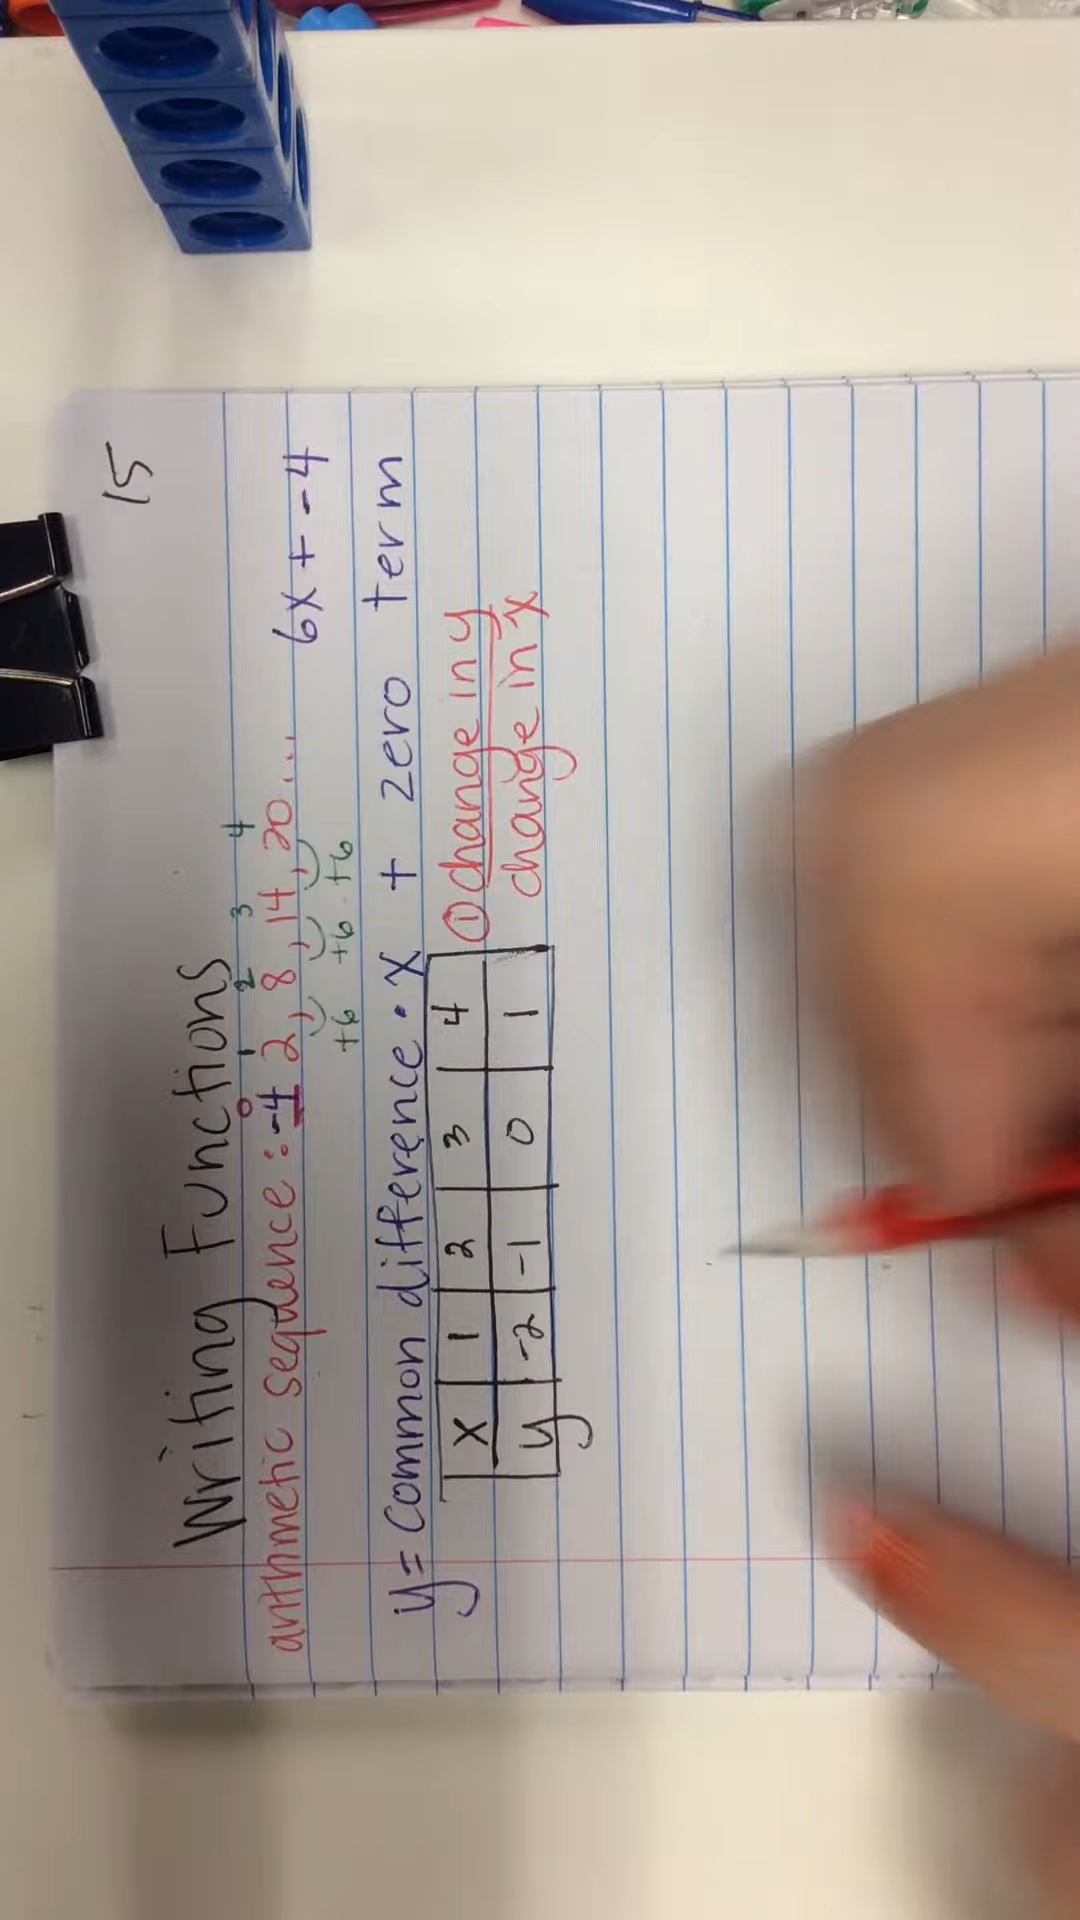 15
Writing Functions
0 1 2 3 4
arithmetic sequence: -4 2, 8, 14, 20... 6x + -4
+6 +6 +6
y = common difference · x + zero term
x 1 2 3 4 ① change in y
y -2 -1 0 1 change in x